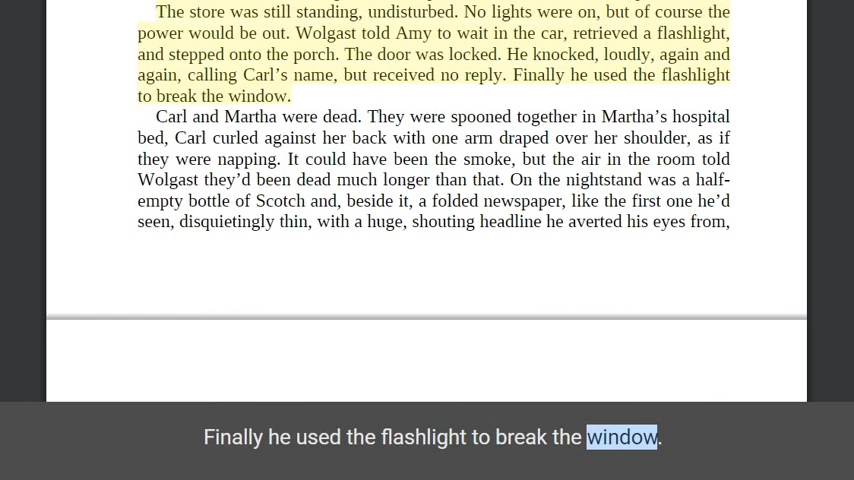 The store was still standing, undisturbed. No lights were on, but of course the
power would be out. Wolgast told Amy to wait in the car, retrieved a flashlight,
and stepped onto the porch. The door was locked. He knocked, loudly, again and
again, calling Carl’s name, but received no reply. Finally he used the flashlight
to break the window.
Carl and Martha were dead. They were spooned together in Martha’s hospital
bed, Carl curled against her back with one arm draped over her shoulder, as if
they were napping. It could have been the smoke, but the air in the room told
Wolgast they’d been dead much longer than that. On the nightstand was a half-
empty bottle of Scotch and, beside it, a folded newspaper, like the first one he’d
seen, disquietingly thin, with a huge, shouting headline he averted his eyes from,
Finally he used the flashlight to break the window.